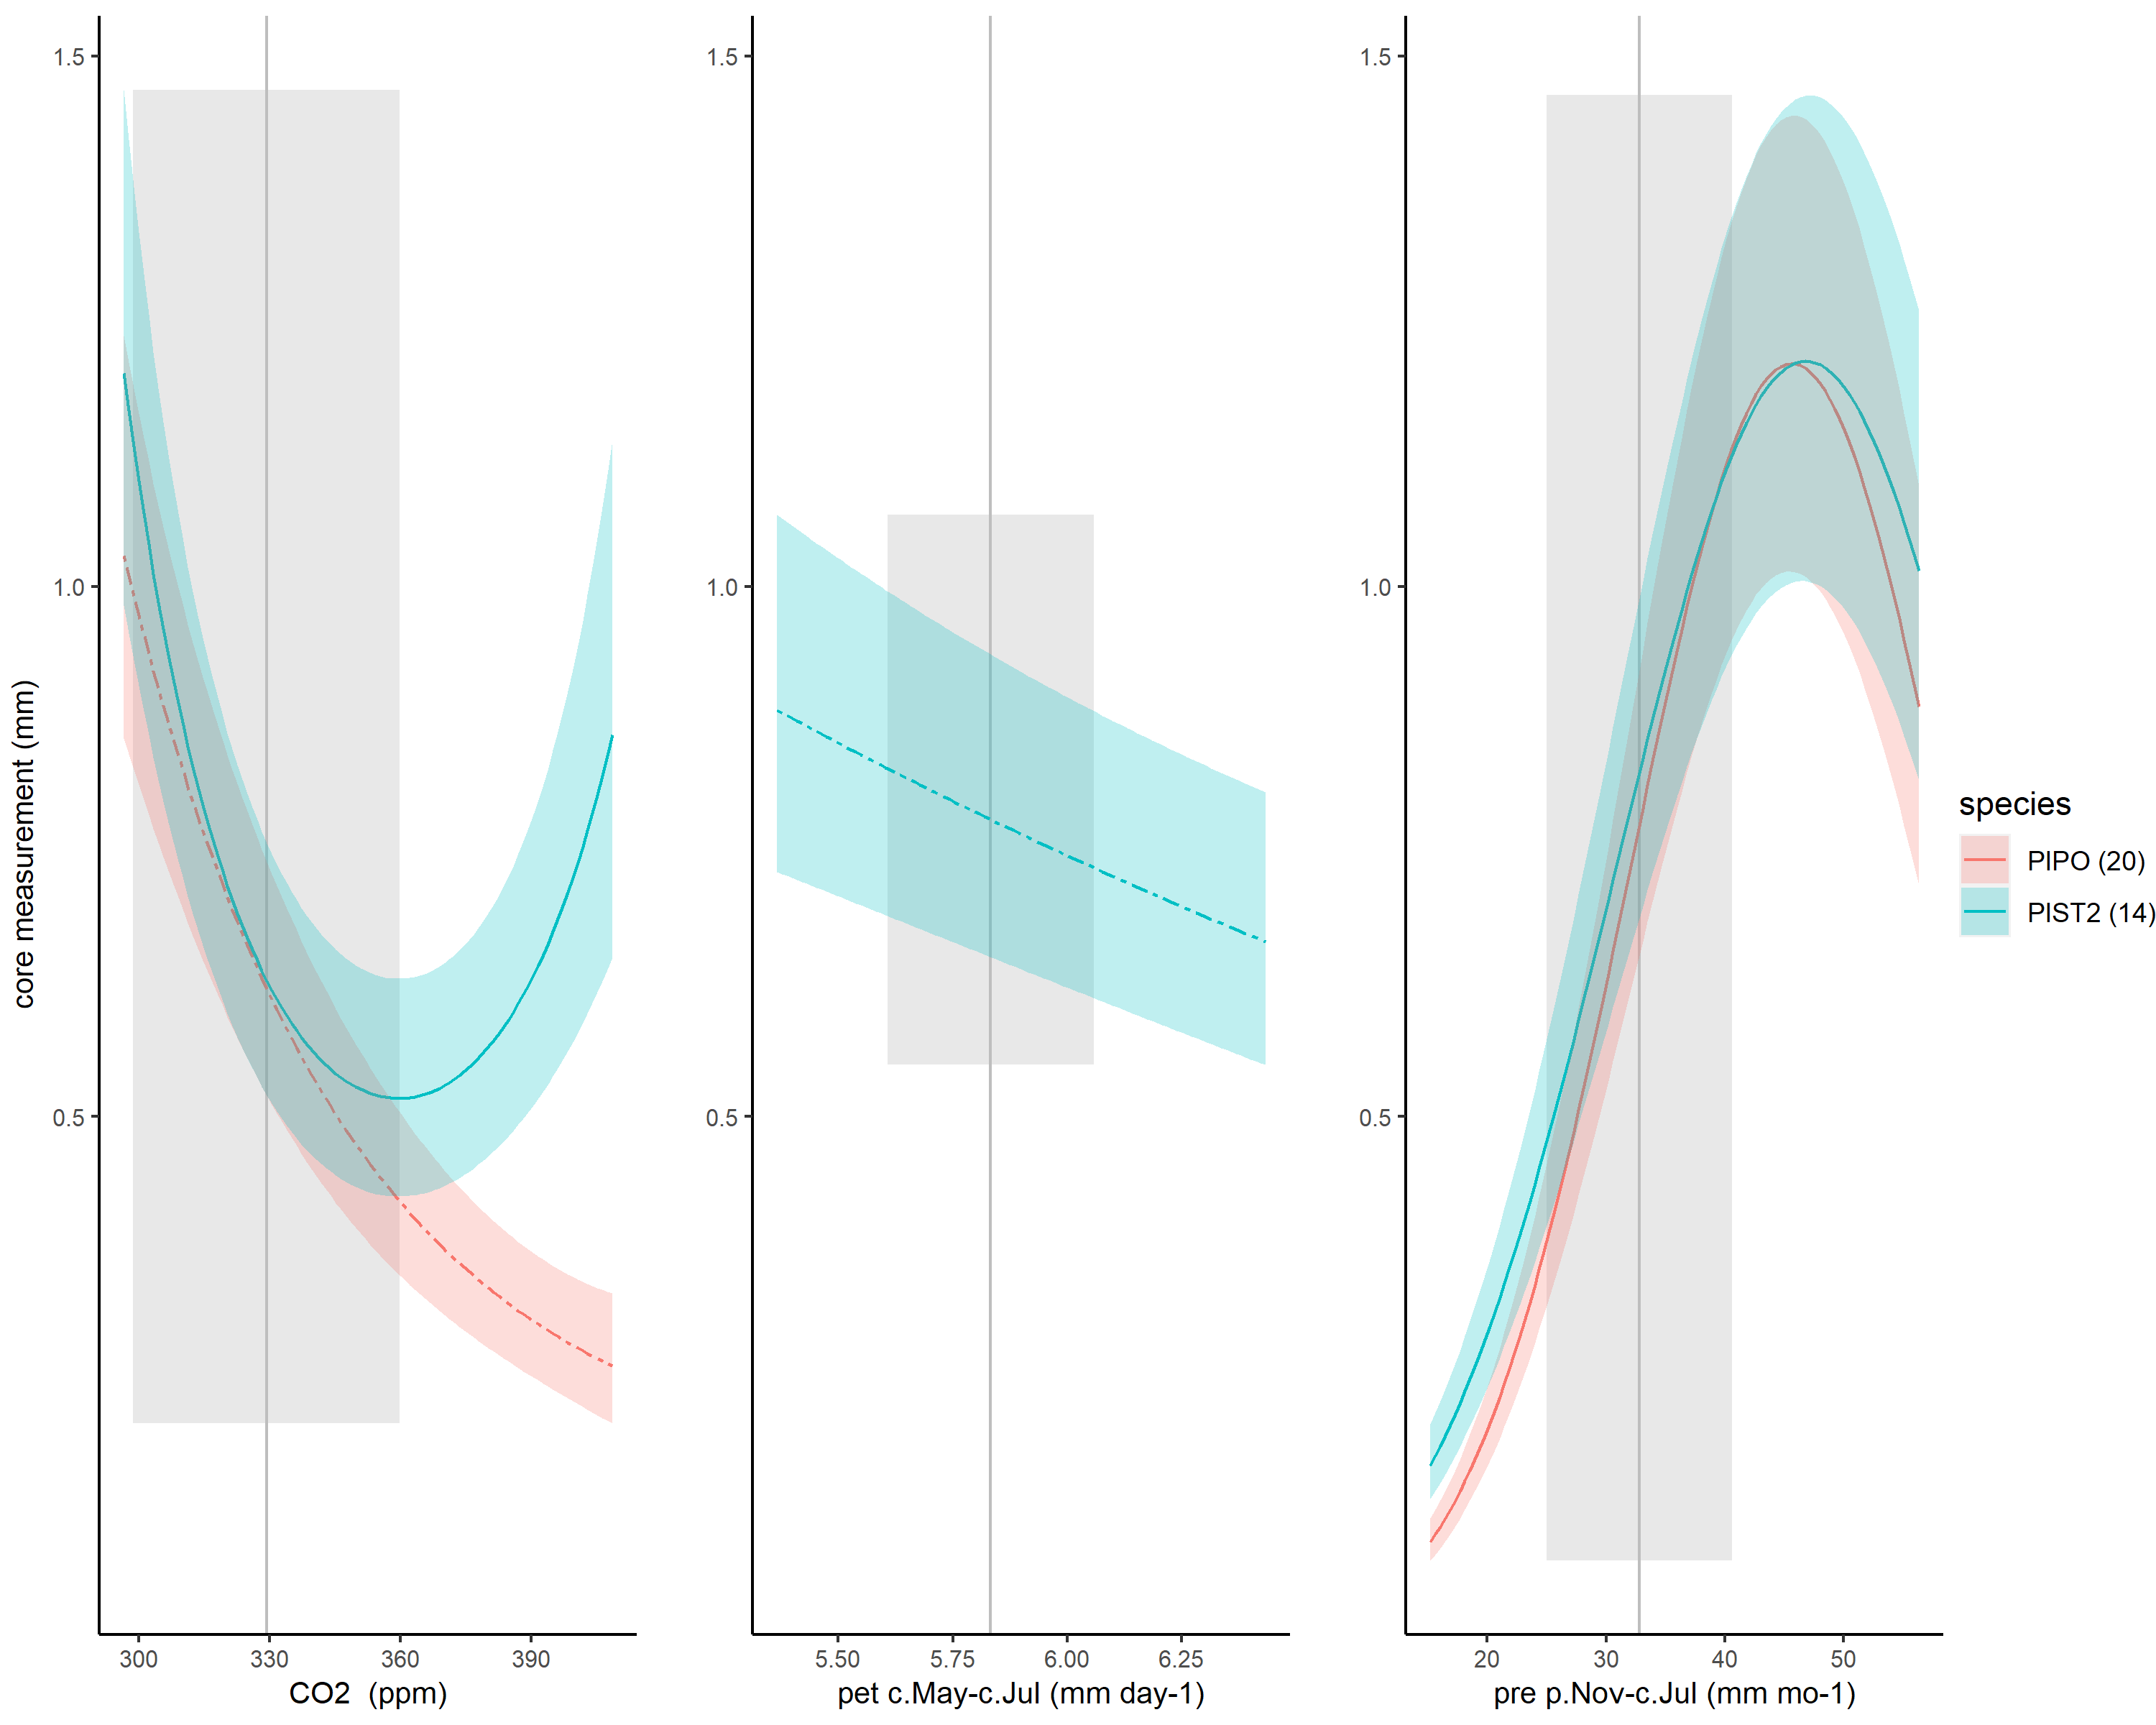 core measurement (mm)
1.5
1.0
0.5
300 330 360 390
CO2  (ppm)
1.5
1.0
0.5
5.50 5.75 6.00 6.25
pet c.May-c.Jul (mm day-1)
1.5
1.0
0.5
20 30 40 50
pre p.Nov-c.Jul (mm mo-1)
species
PIPO (20)
PIST2 (14)